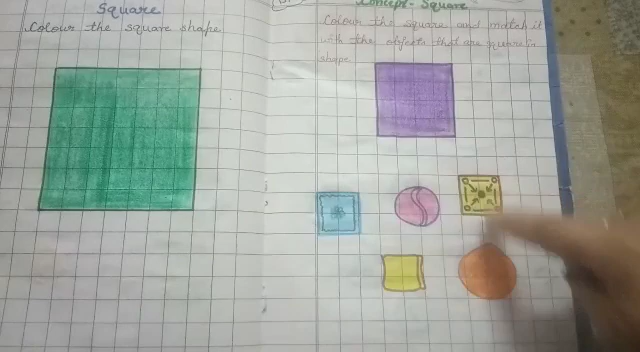 Square
Colour the square shape.
Concept - Square
Colour the square and match it
with the objects that are square in
shape.